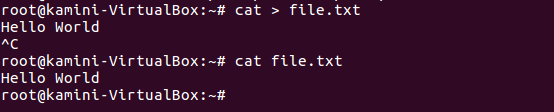 root@kamini-VirtualBox:~# cat > file.txt
Hello World
^C
root@kamini-VirtualBox:~# cat file.txt
Hello World
root@kamini-VirtualBox:~#